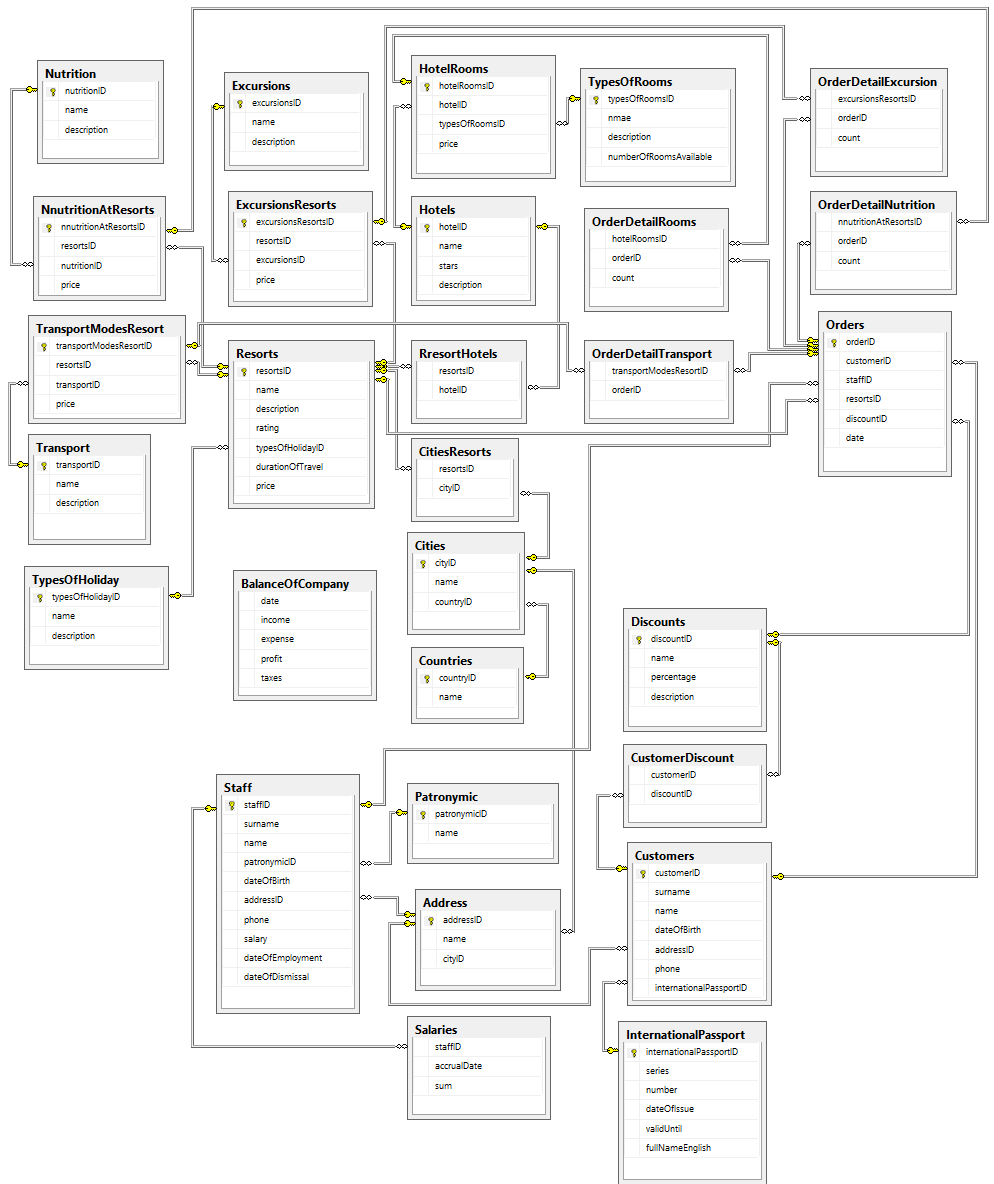 Nutrition
nutritionID
name
description
Excursions
excursionsID
name
description
HotelRooms
hotelRoomsID
hotelID
typesOfRoomsID
price
TypesOfRooms
typesOfRoomsID
nmae
description
numberOfRoomsAvailable
OrderDetailExcursion
excursionsResortsID
orderID
count
NnutritionAtResorts
nnutritionAtResortsID
resortsID
nutritionID
price
ExcursionsResorts
excursionsResortsID
resortsID
excursionsID
price
Hotels
hotelID
name
stars
description
OrderDetailRooms
hotelRoomsID
orderID
count
OrderDetailNutrition
nnutritionAtResortsID
orderID
count
TransportModesResort
transportModesResortID
resortsID
transportID
price
Resorts
resortsID
name
description
rating
typesOfHolidayID
durationOfTravel
price
RresortHotels
resortsID
hotelID
OrderDetailTransport
transportModesResortID
orderID
Orders
orderID
customerID
staffID
resortsID
discountID
date
Transport
transportID
name
description
CitiesResorts
resortsID
cityID
TypesOfHoliday
typesOfHolidayID
name
description
BalanceOfCompany
date
income
expense
profit
taxes
Cities
cityID
name
countryID
Countries
countryID
name
Discounts
discountID
name
percentage
description
CustomerDiscount
customerID
discountID
Staff
staffID
surname
name
patronymicID
dateOfBirth
addressID
phone
salary
dateOfEmployment
dateOfDismissal
Patronymic
patronymicID
name
Address
addressID
name
cityID
Customers
customerID
surname
name
dateOfBirth
addressID
phone
internationalPassportID
Salaries
staffID
accrualDate
sum
InternationalPassport
internationalPassportID
series
number
dateOfIssue
validUntil
fullNameEnglish